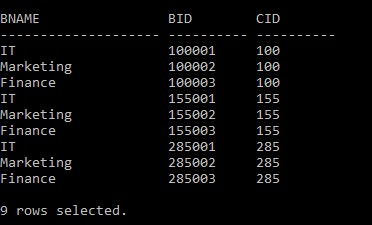 BNAME BID CID
-------------------- ---------- ----------
IT 100001 100
Marketing 100002 100
Finance 100003 100
IT 155001 155
Marketing 155002 155
Finance 155003 155
IT 285001 285
Marketing 285002 285
Finance 285003 285
9 rows selected.